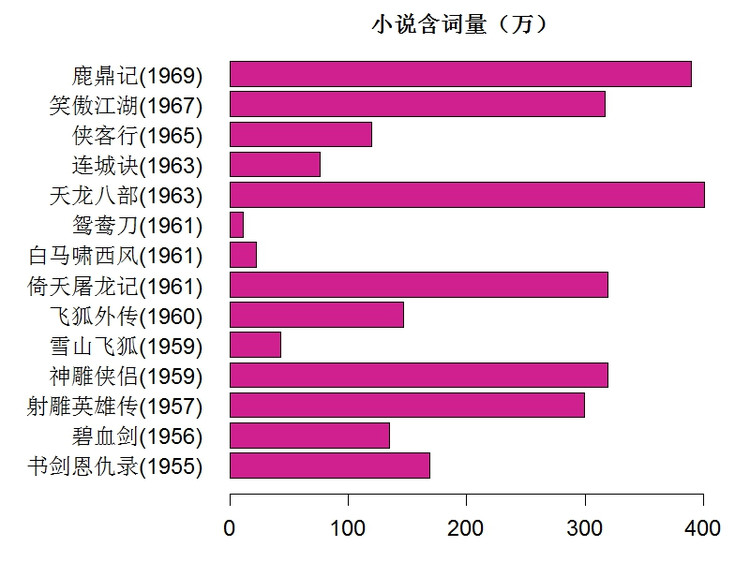 小说含词量（万）
鹿鼎记(1969)
笑傲江湖(1967)
侠客行(1965)
连城诀(1963)
天龙八部(1963)
鸳鸯刀(1961)
白马啸西风(1961)
倚天屠龙记(1961)
飞狐外传(1960)
雪山飞狐(1959)
神雕侠侣(1959)
射雕英雄传(1957)
碧血剑(1956)
书剑恩仇录(1955)
0 100 200 300 400